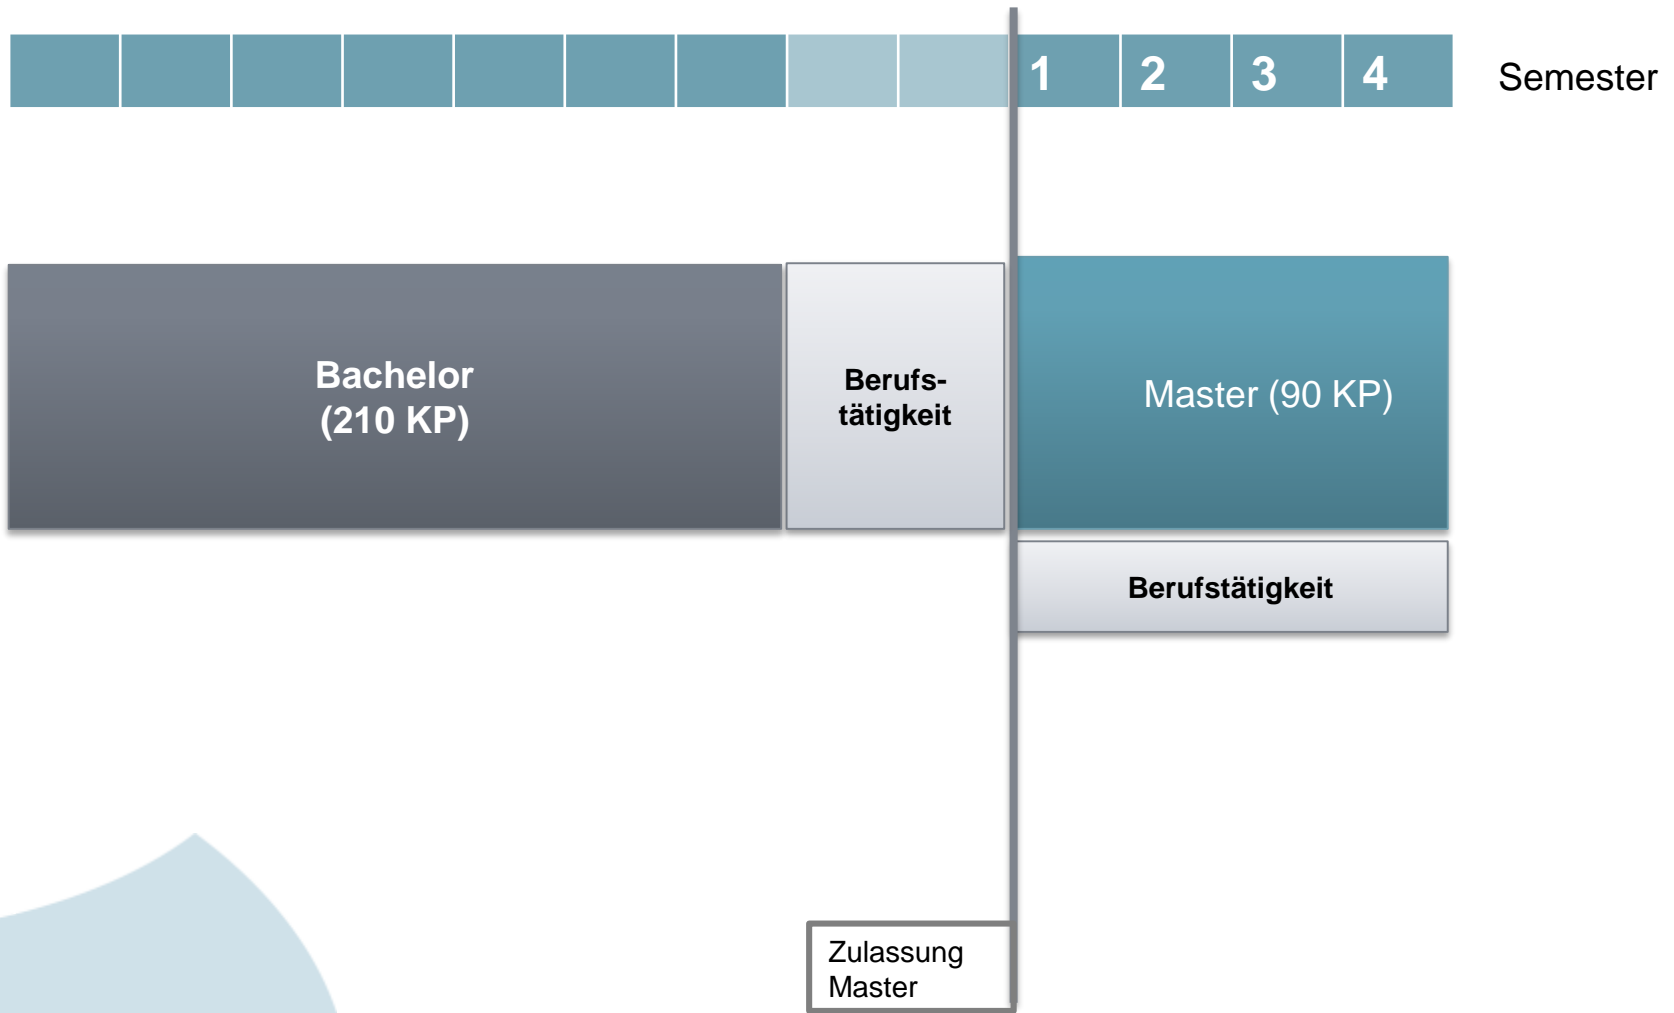 1 2 3 4 Semester
Bachelor
(210 KP)
Berufs-
tätigkeit
Master (90 KP)
Berufstätigkeit
Zulassung
Master